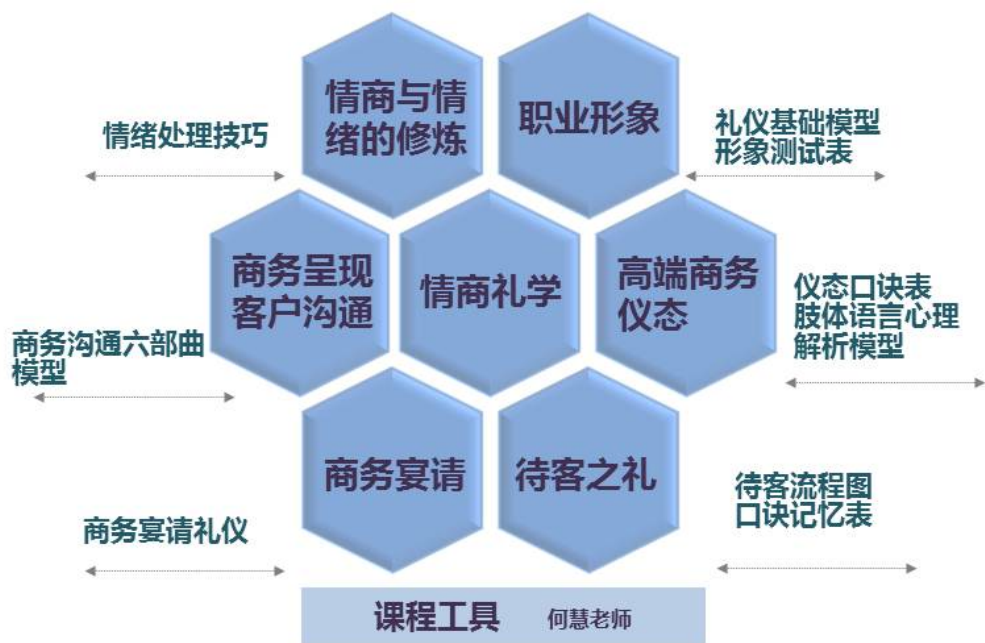 情商与情
绪的修炼
职业形象
情绪处理技巧
礼仪基础模型
形象测试表
商务呈现
客户沟通
情商礼学
高端商务
仪态
仪态口诀表
肢体语言心理
解析模型
商务沟通六部曲
模型
商务宴请
待客之礼
待客流程图
口诀记忆表
商务宴请礼仪
课程工具 何慧老师